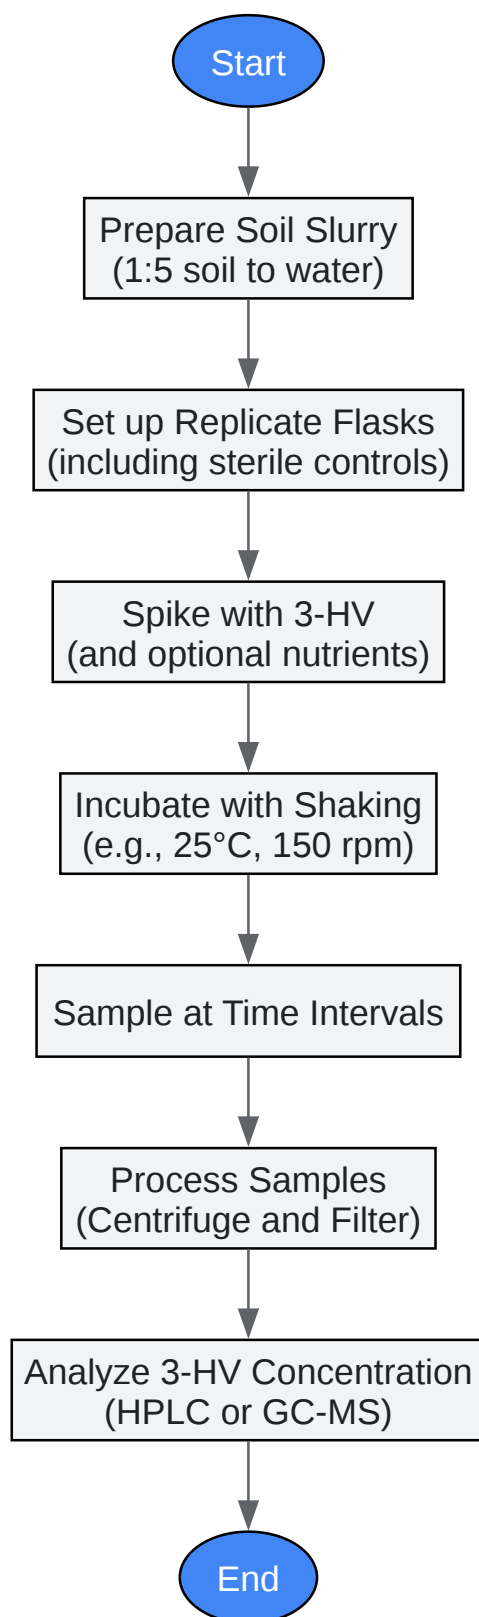 Start
Prepare Soil Slurry
(1:5 soil to water)
Set up Replicate Flasks
(including sterile controls)
Spike with 3-HV
(and optional nutrients)
Incubate with Shaking
(e.g., 25°C, 150 rpm)
Sample at Time Intervals
Process Samples
(Centrifuge and Filter)
Analyze 3-HV Concentration
(HPLC or GC-MS)
End